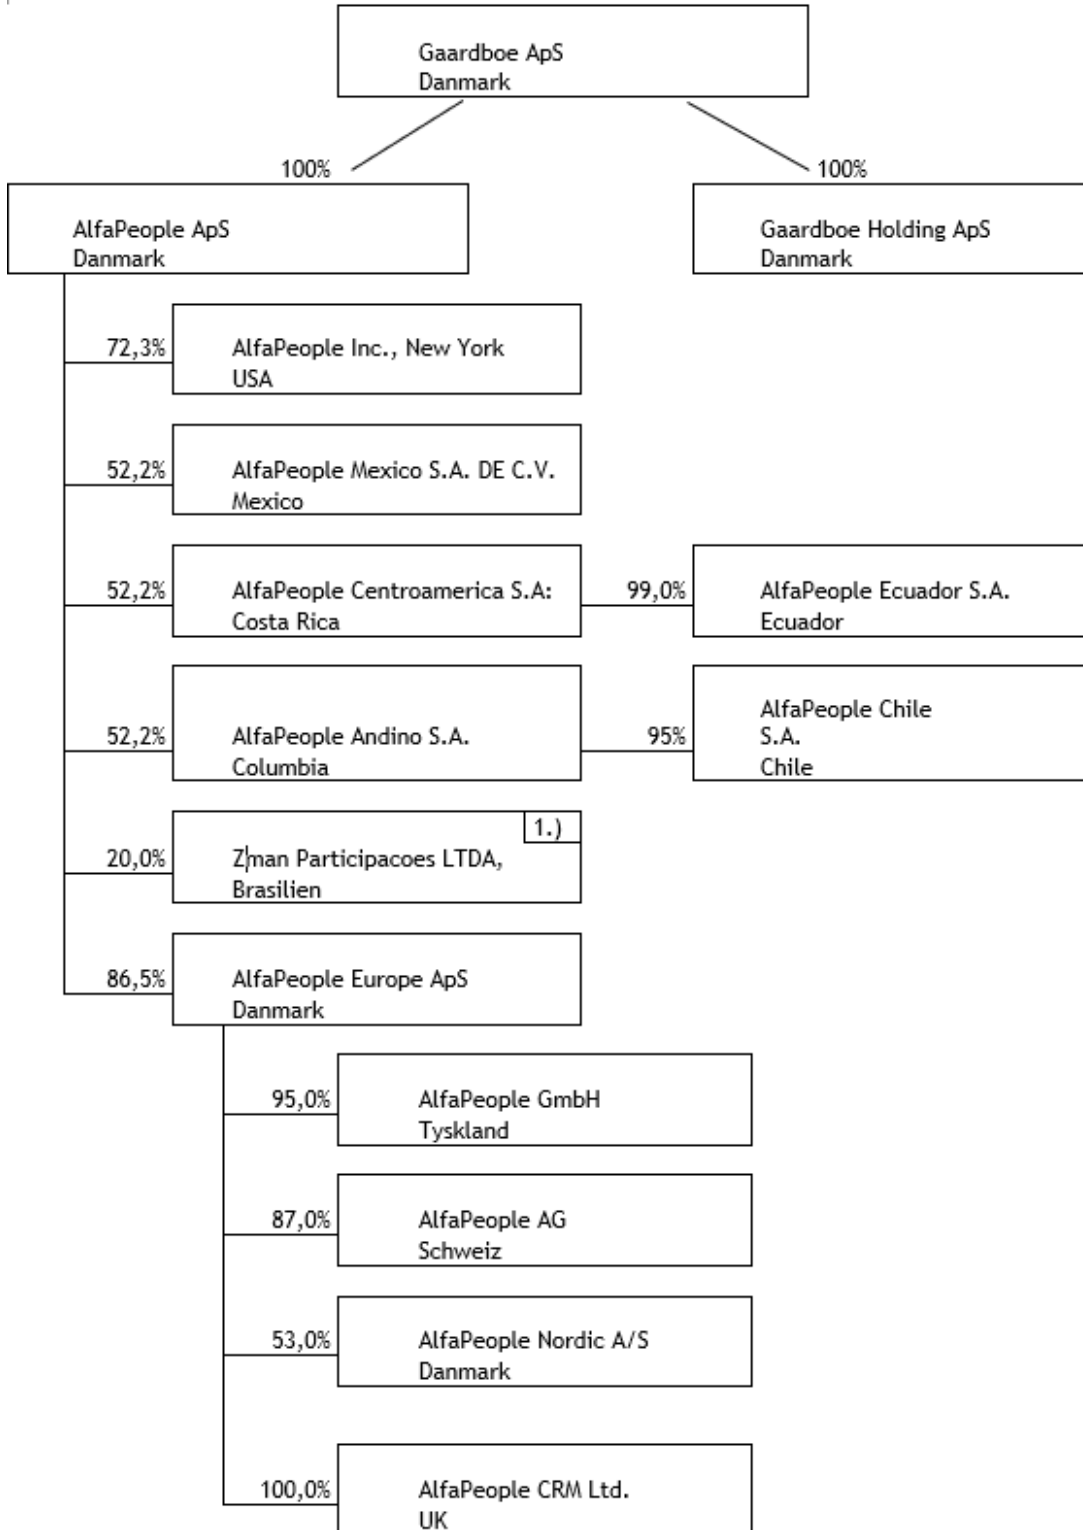 Gaardboe ApS
Danmark
100%
100%
AlfaPeople ApS
Danmark
Gaardboe Holding ApS
Danmark
72,3%
AlfaPeople Inc., New York
USA
52,2%
AlfaPeople Mexico S.A. DE C.V.
Mexico
52,2%
AlfaPeople Centroamerica S.A:
Costa Rica
99,0%
AlfaPeople Ecuador S.A.
Ecuador
52,2%
AlfaPeople Andino S.A.
Columbia
95%
AlfaPeople Chile
S.A.
Chile
1.)
20,0%
Zman Participacoes LTDA,
Brasilien
86,5%
AlfaPeople Europe ApS
Danmark
95,0%
AlfaPeople GmbH
Tyskland
87,0%
AlfaPeople AG
Schweiz
53,0%
AlfaPeople Nordic A/S
Danmark
100,0%
AlfaPeople CRM Ltd.
UK